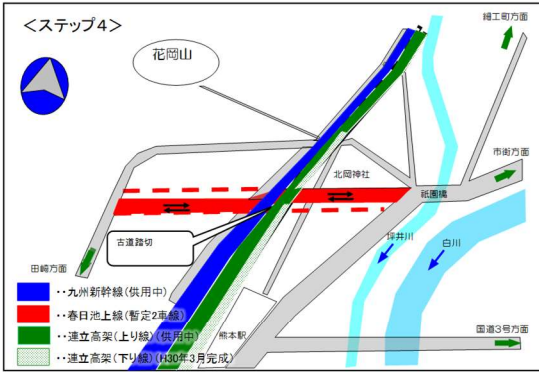 <ステップ4>
花岡山
細工町方面
市街方面
北岡神社
祇園橋
古道踏切
坪井川
白川
田崎方面
熊本駅
国道3号方面
・・九州新幹線(供用中)
・・春日池上線(暫定2車線)
・・連立高架(上り線)(供用中)
・・連立高架(下り線)(H30年3月完成)